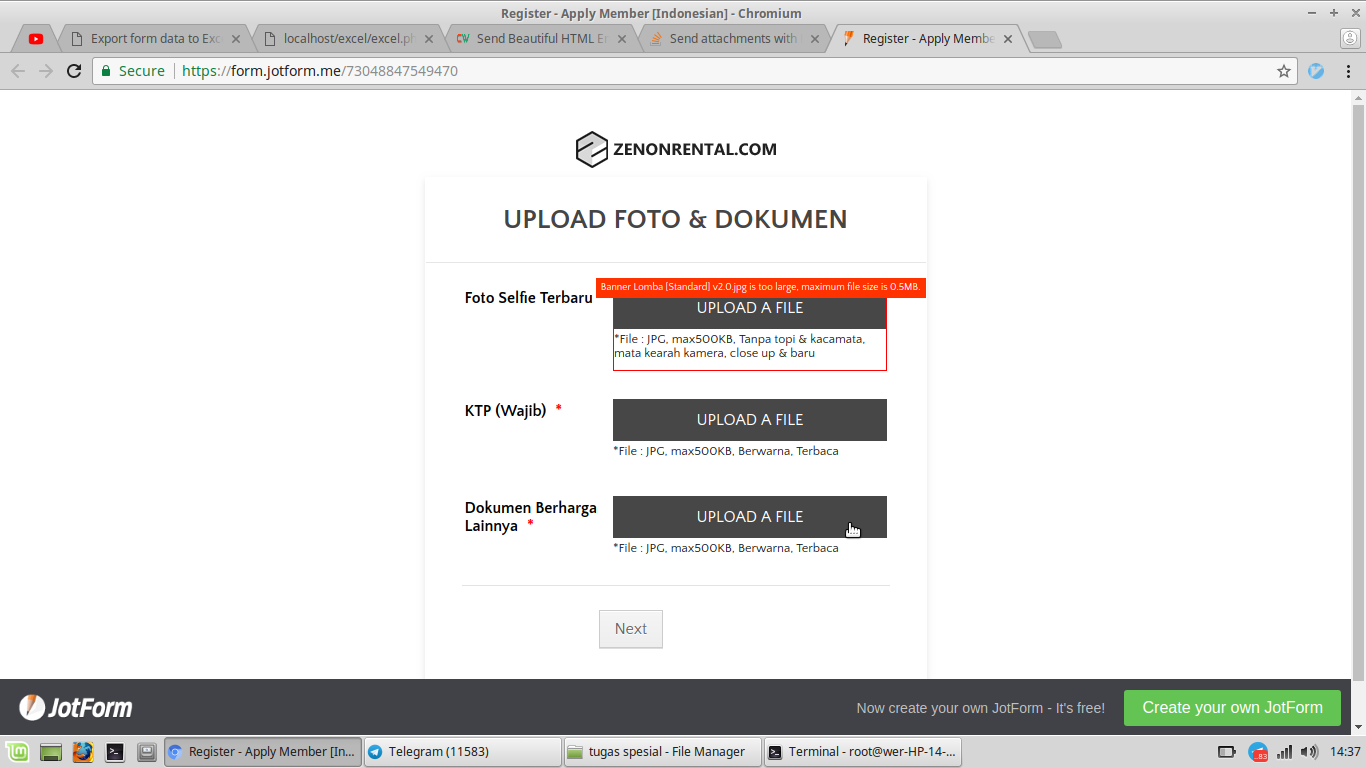 Register - Apply Member [Indonesian] - Chromium
Export form data to Exc
localhost/excel/excel.ph
Send Beautiful HTML E
Send attachments with
Register - Apply Membe
Secure
https://form.jotform.me/73048847549470
ZENONRENTAL.COM
UPLOAD FOTO & DOKUMEN
Banner Lomba [Standard] v2.0.jpg is too large, maximum file size is 0.5MB.
Foto Selfie Terbaru
UPLOAD A FILE
*File : JPG, max500KB, Tanpa topi & kacamata,
mata kearah kamera, close up & baru
KTP (Wajib) *
UPLOAD A FILE
*File : JPG, max500KB, Berwarna, Terbaca
Dokumen Berharga
Lainnya *
UPLOAD A FILE
*File : JPG, max500KB, Berwarna, Terbaca
Next
JotForm
Now create your own JotForm - It's free!
Create your own JotForm
Register - Apply Member [In...
Telegram (11583)
tugas spesial - File Manager
Terminal - root@wer-HP-14-...
83
14:37